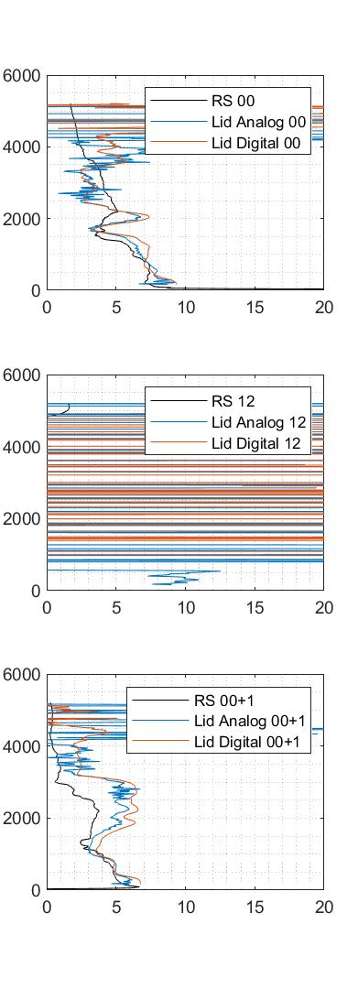 6000
RS 00
Lid Analog 00
Lid Digital 00
4000
2000
0
0 5 10 15 20
6000
RS 12
Lid Analog 12
Lid Digital 12
4000
2000
0
0 5 10 15 20
6000
RS 00+1
Lid Analog 00+1
Lid Digital 00+1
4000
2000
0
0 5 10 15 20